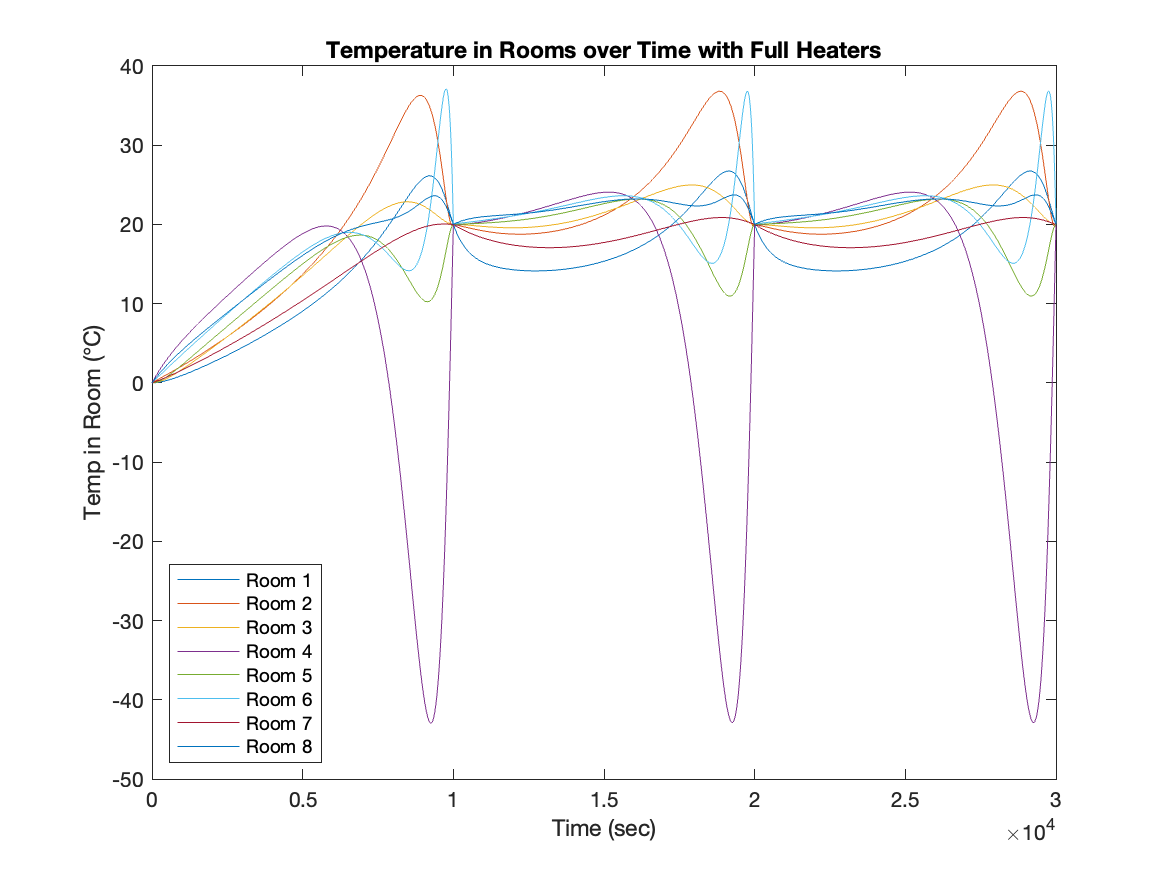 Temperature in Rooms over Time with Full Heaters
40
30
20
10
0
-10
-20
-30
-40
-50
Temp in Room (°C)
Room 1
Room 2
Room 3
Room 4
Room 5
Room 6
Room 7
Room 8
0 0.5 1 1.5 2 2.5 3
Time (sec)
×10⁴